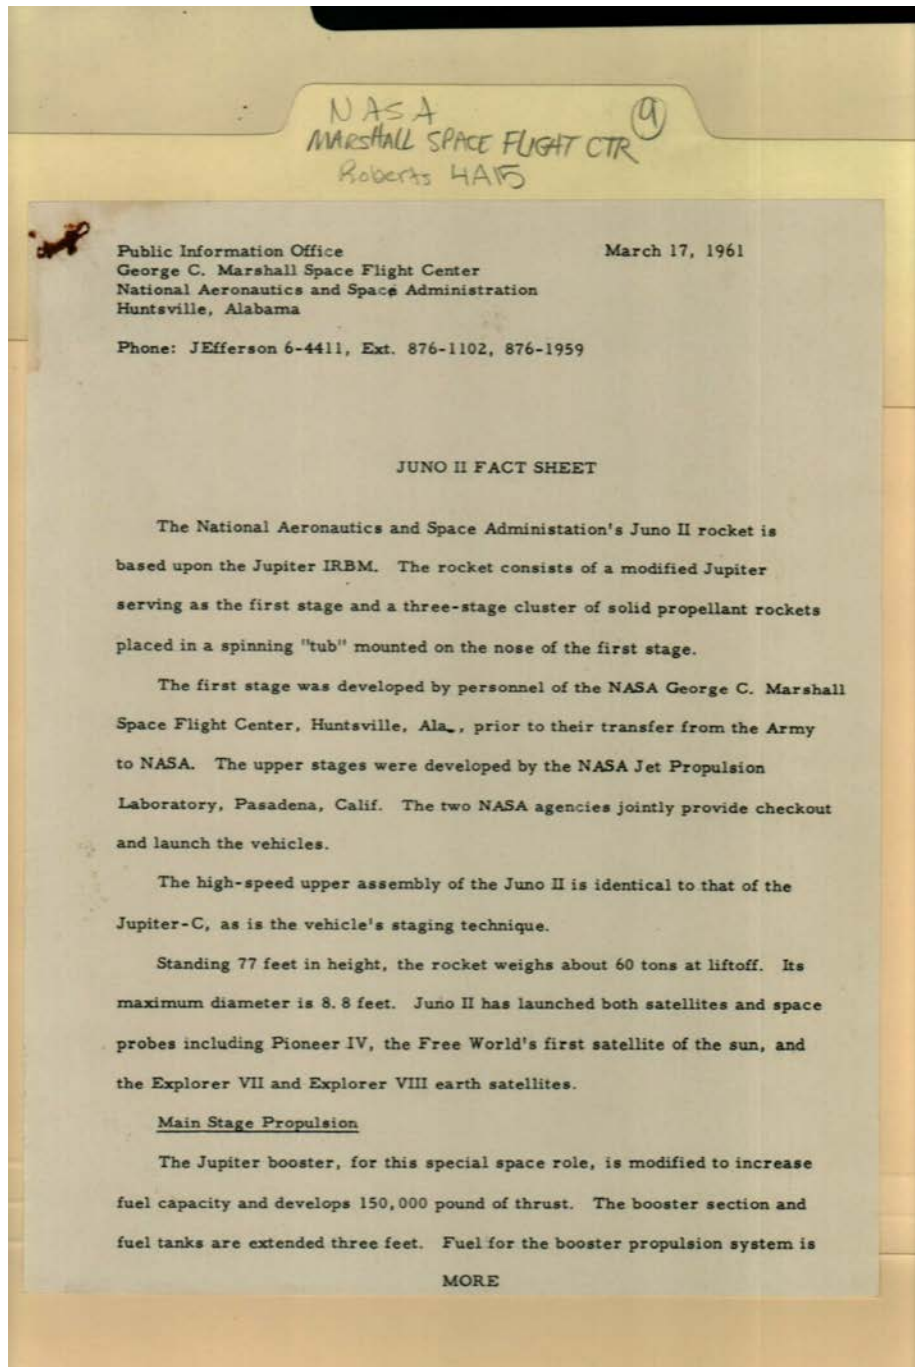 NASA
9
MARSHALL SPACE FLIGHT CTR
Roberts 4A15
Public Information Office March 17, 1961
George C. Marshall Space Flight Center
National Aeronautics and Space Administration
Huntsville, Alabama
Phone: JEfferson 6-4411, Ext. 876-1102, 876-1959
JUNO II FACT SHEET
The National Aeronautics and Space Administation's Juno II rocket is
based upon the Jupiter IRBM. The rocket consists of a modified Jupiter
serving as the first stage and a three-stage cluster of solid propellant rockets
placed in a spinning "tub" mounted on the nose of the first stage.
The first stage was developed by personnel of the NASA George C. Marshall
Space Flight Center, Huntsville, Ala., prior to their transfer from the Army
to NASA. The upper stages were developed by the NASA Jet Propulsion
Laboratory, Pasadena, Calif. The two NASA agencies jointly provide checkout
and launch the vehicles.
The high-speed upper assembly of the Juno II is identical to that of the
Jupiter-C, as is the vehicle's staging technique.
Standing 77 feet in height, the rocket weighs about 60 tons at liftoff. Its
maximum diameter is 8.8 feet. Juno II has launched both satellites and space
probes including Pioneer IV, the Free World's first satellite of the sun, and
the Explorer VII and Explorer VIII earth satellites.
Main Stage Propulsion
The Jupiter booster, for this special space role, is modified to increase
fuel capacity and develops 150,000 pound of thrust. The booster section and
fuel tanks are extended three feet. Fuel for the booster propulsion system is
MORE